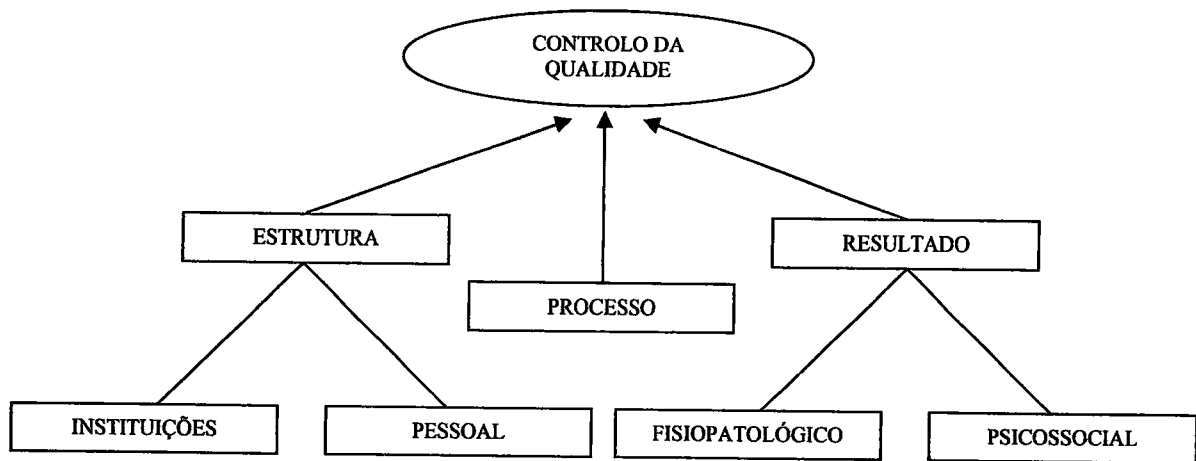 CONTROLO DA
QUALIDADE
ESTRUTURA
RESULTADO
PROCESSO
INSTITUIÇÕES
PESSOAL
FISIOPATOLÓGICO
PSICOSSOCIAL